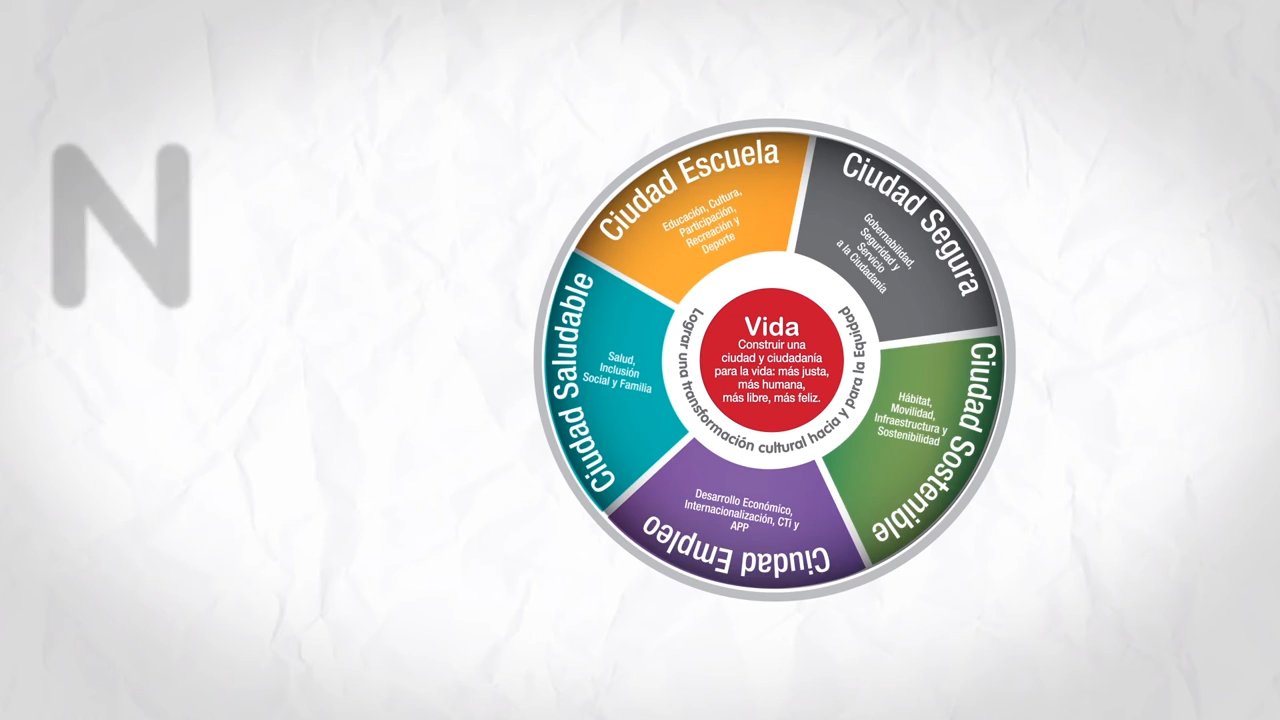 N
Ciudad Escuela
Educación, Cultura,
Participación,
Recreación y
Deporte
Ciudad Segura
Gobernabilidad,
Seguridad y
Servicio
a la Ciudadanía
Ciudad Sostenible
Hábitat,
Movilidad,
Infraestructura y
Sostenibilidad
Ciudad Empleo
Desarrollo Económico,
Internacionalización, CTi y
APP
Ciudad Saludable
Salud,
Inclusión
Social y Familia
Lograr una transformación cultural hacia y para la Equidad
Vida
Construir una
ciudad y ciudadanía
para la vida: más justa,
más humana,
más libre, más feliz.